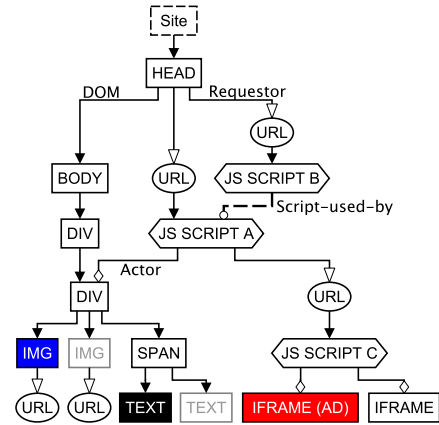 Site
HEAD
DOM
Requestor
URL
BODY
URL
JS SCRIPT B
Script-used-by
DIV
JS SCRIPT A
Actor
DIV
URL
IMG
IMG
SPAN
JS SCRIPT C
URL
URL
TEXT
TEXT
IFRAME (AD)
IFRAME